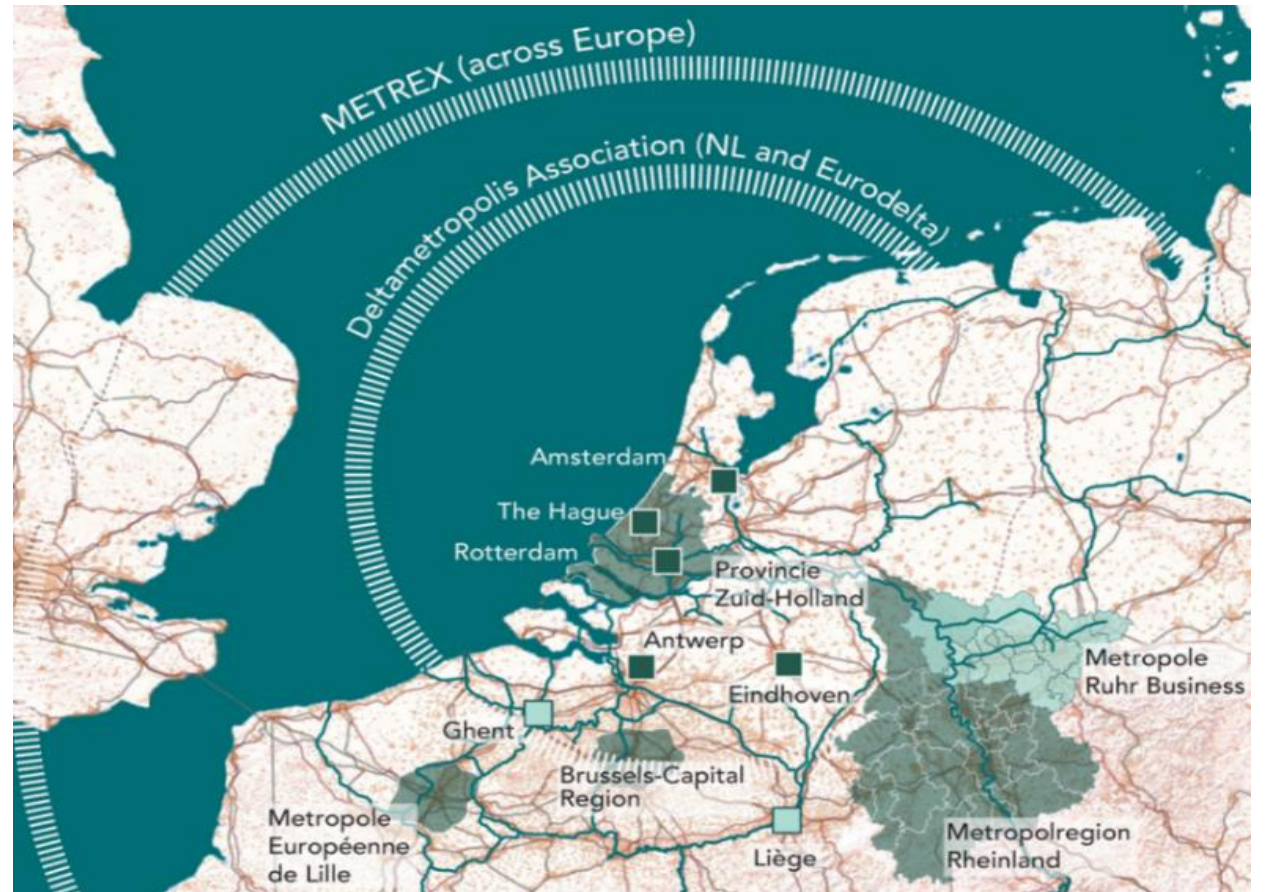 METREX (across Europe)
Deltametropolis Association (NL and Eurodelta)
Amsterdam
The Hague
Rotterdam
Provincie
Zuid-Holland
Antwerp
Eindhoven
Metropole
Ruhr Business
Ghent
Brussels-Capital
Region
Metropole
Européenne
de Lille
Liège
Metropolregion
Rheinland